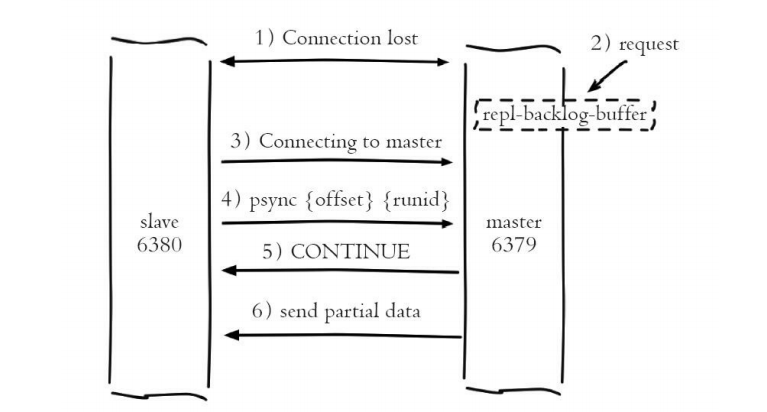 1) Connection lost
2) request
repl-backlog-buffer
3) Connecting to master
4) psync {offset} {runid}
slave
6380
master
6379
5) CONTINUE
6) send partial data